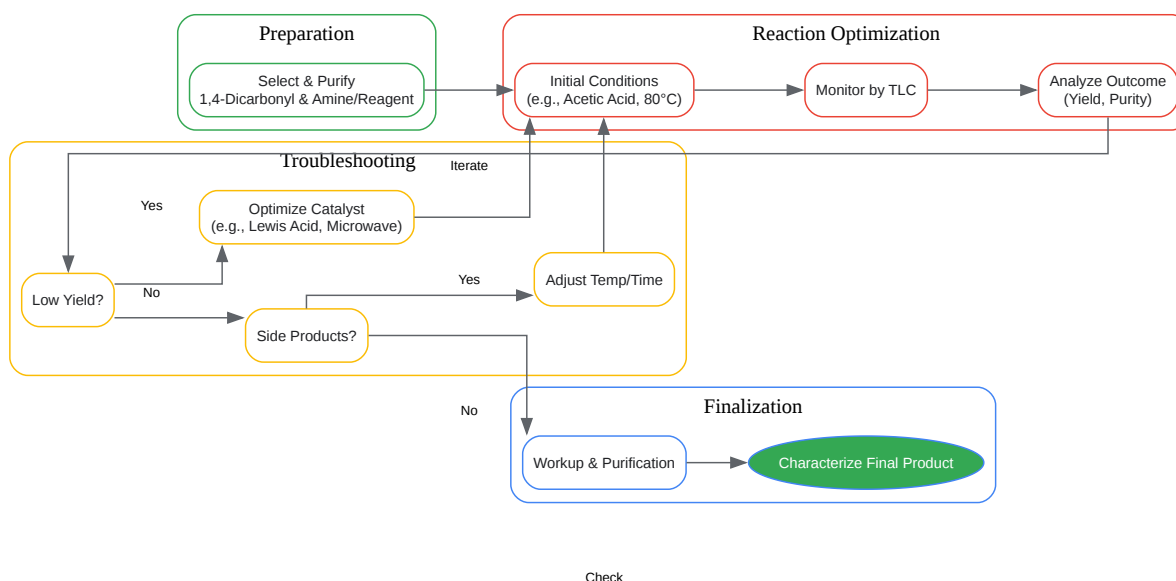 Preparation
Select & Purify
1,4-Dicarbonyl & Amine/Reagent
Reaction Optimization
Initial Conditions
(e.g., Acetic Acid, 80°C)
Monitor by TLC
Analyze Outcome
(Yield, Purity)
Troubleshooting
Iterate
Yes
Optimize Catalyst
(e.g., Lewis Acid, Microwave)
Low Yield?
No
Yes
Adjust Temp/Time
Side Products?
No
Finalization
Workup & Purification
Characterize Final Product
Check